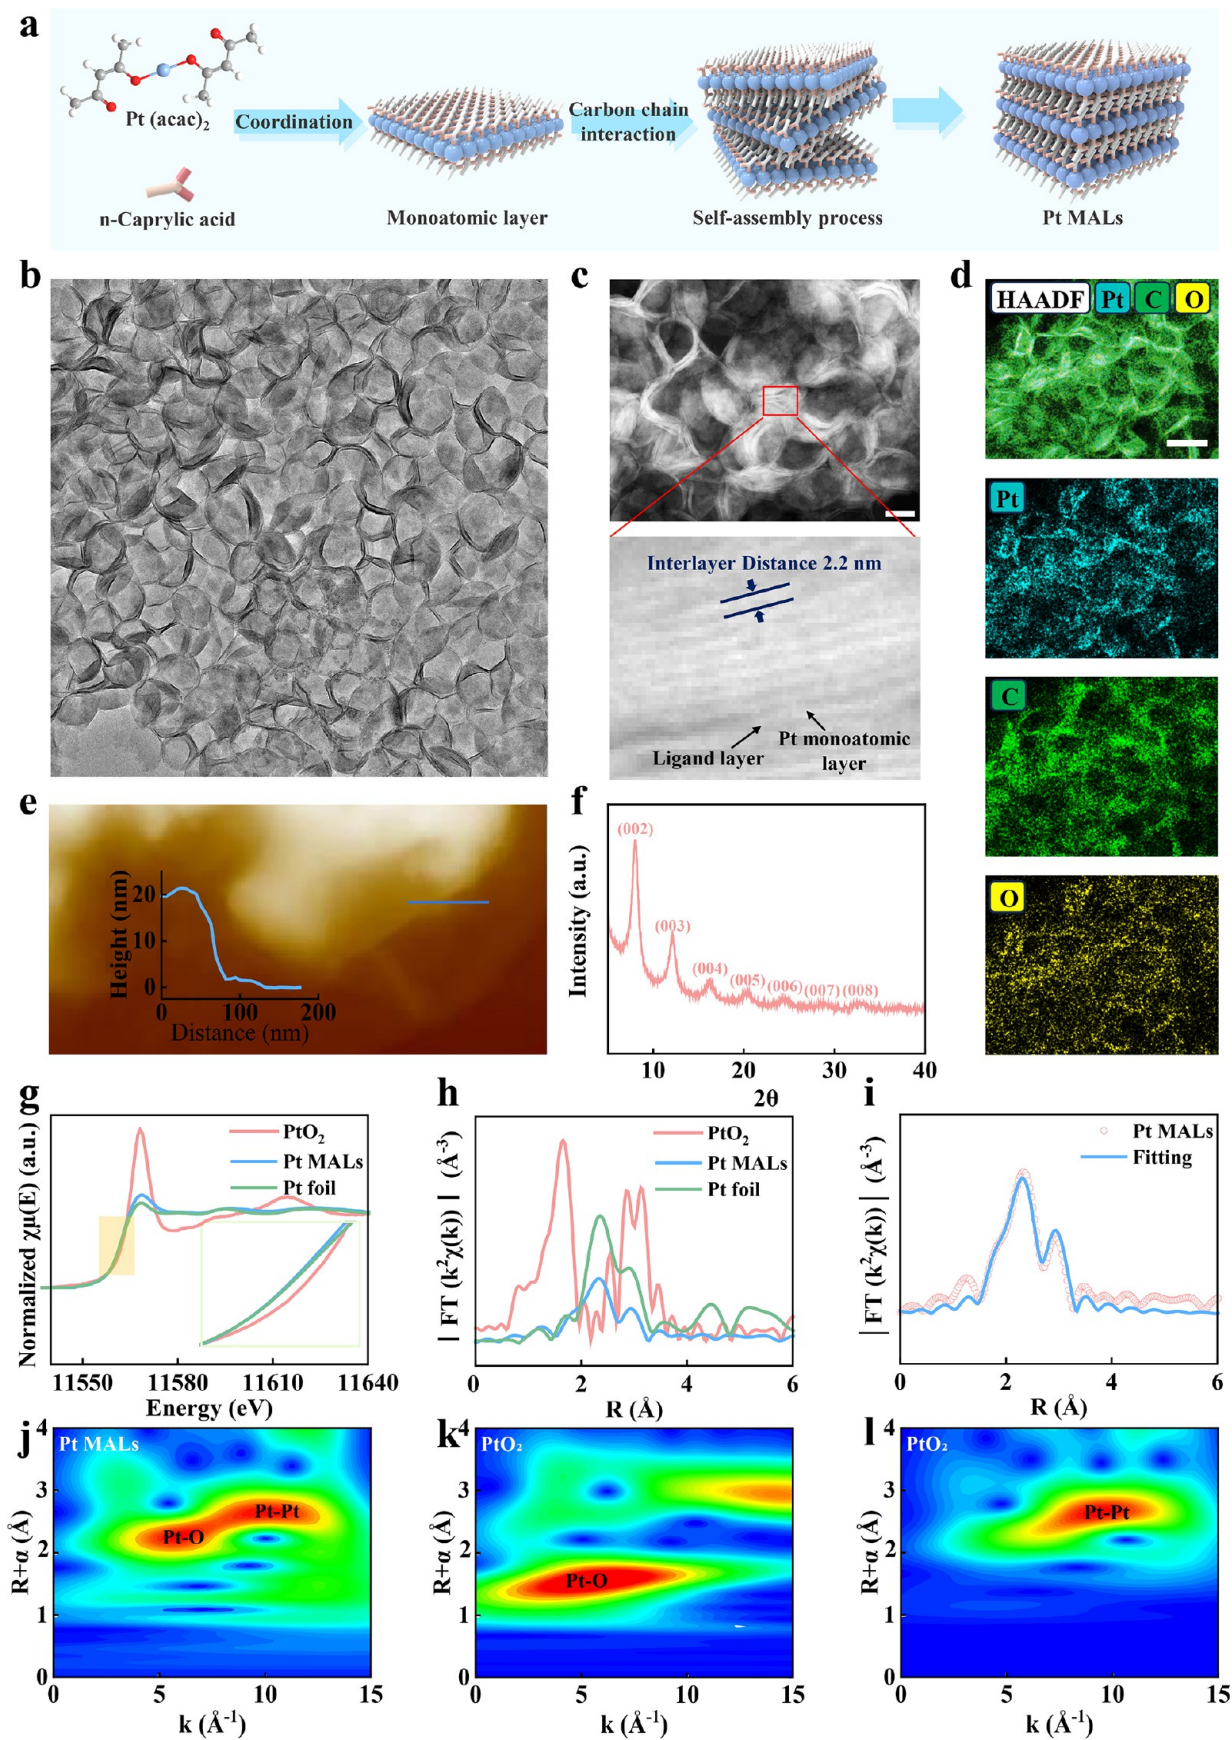 a
Pt (acac)2
n-Caprylic acid
Coordination
Monoatomic layer
Carbon chain
interaction
Self-assembly process
Pt MALs
b
c
Interlayer Distance 2.2 nm
Ligand layer
Pt monoatomic
layer
d
HAADF Pt C O
Pt
C
O
e
Height (nm)
20
10
0
0 100 200
Distance (nm)
f
Intensity (a.u.)
(002)
(003)
(004)
(005)
(006)
(007)
(008)
10 20 30 40
2θ
g
Normalized χμ(E) (a.u.)
PtO2
Pt MALs
Pt foil
11550 11580 11610 11640
Energy (eV)
h
| FT (k2χ(k)) | (Å-3)
PtO2
Pt MALs
Pt foil
0 2 4 6
R (Å)
i
| FT (k2χ(k)) | (Å-3)
Pt MALs
Fitting
0 2 4 6
R (Å)
j
Pt MALs
R+α (Å)
4
3
2
1
0
Pt-Pt
Pt-O
0 5 10 15
k (Å-1)
k
PtO2
R+α (Å)
4
3
2
1
0
Pt-O
0 5 10 15
k (Å-1)
l
PtO2
R+α (Å)
4
3
2
1
0
Pt-Pt
0 5 10 15
k (Å-1)